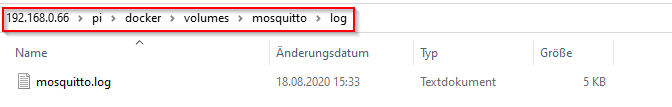 192.168.0.66 > pi > docker > volumes > mosquitto > log
Name Änderungsdatum Typ Größe
mosquitto.log 18.08.2020 15:33 Textdokument 5 KB